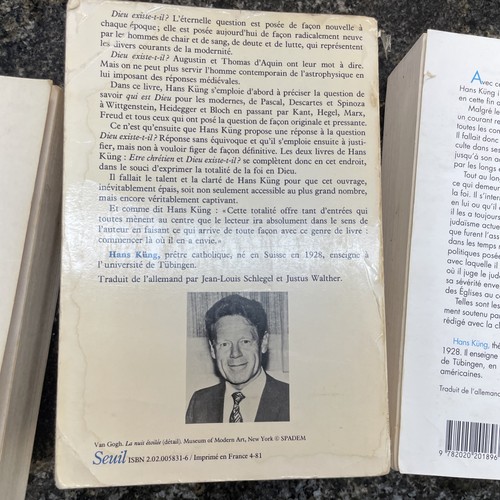 Dieu existe-t-il? L'éternelle question est posée de façon nouvelle à
chaque époque; elle est posée aujourd'hui de façon radicalement neuve
par les hommes de chair et de sang, de doute et de lutte, qui représentent
les divers courants de la modernité.
Dieu existe-t-il? Augustin et Thomas d'Aquin ont leur mot à dire.
Mais on ne peut plus servir l'homme contemporain de l'astrophysique en
lui imposant des réponses médiévales.
Dans ce livre, Hans Küng s'emploie d'abord à préciser la question de
savoir qui est Dieu pour les modernes, de Pascal, Descartes et Spinoza
à Wittgenstein, Heidegger et Bloch en passant par Kant, Hegel, Marx,
Freud et tous ceux qui ont posé la question de façon originale et pressante.
Ce n'est qu'ensuite que Hans Küng propose une réponse à la question
Dieu existe-t-il? Réponse sans équivoque et qu'il s'emploie ensuite à justi-
fier, mais non à vouloir figer de façon définitive. Les deux livres de Hans
Küng : Etre chrétien et Dieu existe-t-il? se complètent donc en cet endroit,
dans le souci d'exprimer la totalité de la foi en Dieu.
Il fallait le talent et la clarté de Hans Küng pour que cet ouvrage,
inévitablement épais, soit non seulement accessible au plus grand nombre,
mais encore véritablement captivant.
Et comme dit Hans Küng : «Cette totalité offre tant d'entrées qui
toutes mènent au centre que le lecteur ira absolument dans le sens de
l'auteur en faisant ce qui arrive de toute façon avec ce genre de livre :
commencer là où il en a envie.»
Hans Küng, prêtre catholique, né en Suisse en 1928, enseigne à
l'université de Tübingen.
Traduit de l'allemand par Jean-Louis Schlegel et Justus Walther.
Van Gogh. La nuit étoilée (détail). Museum of Modern Art, New York © SPADEM
Seuil ISBN 2.02.005831-6 / Imprimé en France 4-81
Avec ce
Hans Küng i
en cette fin d
Malgré le
un courant re
toutes les con
Il fallait donc
culte dans ses
jusqu'à son
par les longs
Tout au lon
ce qui demeur
la foi. Il s'inter
en lui ou qu'il
il les a toujour
judaïsme actue
que furent l'ass
dans les temps
politiques posée
avec laquelle il
où il juge le jud
sa sévérité enve
des Églises au c
Telles sont les
ment soutenu par
rédigé avec la cl
Hans Küng, thé
1928. Il enseigne
de Tübingen, en
américaines.
Traduit de l'allemand
9 782020 201896